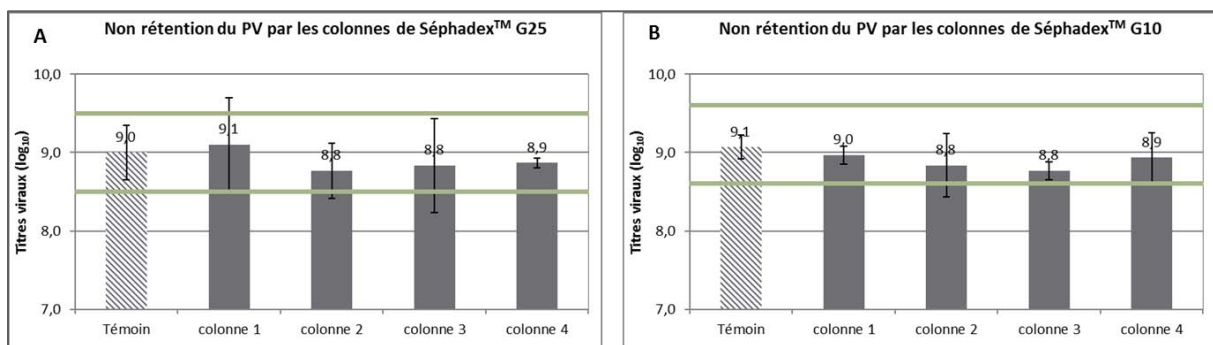 A
Non rétention du PV par les colonnes de Séphadex™ G25
Titres viraux (log₁₀)
10,0
9,0
8,0
7,0
9,0
9,1
8,8
8,8
8,9
Témoin
colonne 1
colonne 2
colonne 3
colonne 4
B
Non rétention du PV par les colonnes de Séphadex™ G10
Titres viraux (log₁₀)
10,0
9,0
8,0
7,0
9,1
9,0
8,8
8,8
8,9
Témoin
colonne 1
colonne 2
colonne 3
colonne 4